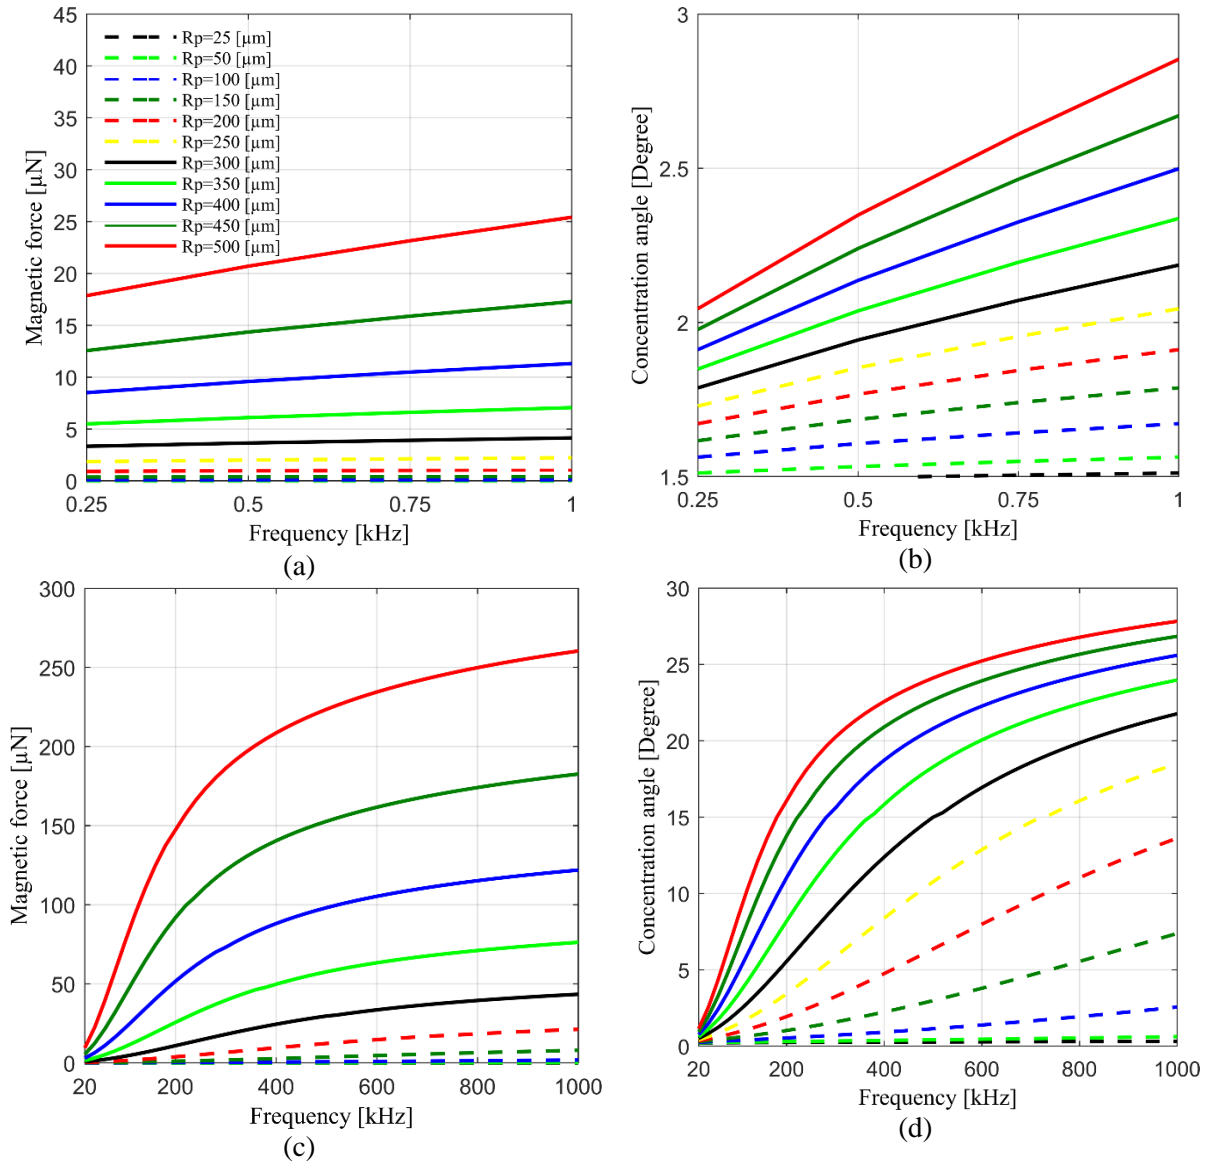 45
40
35
30
25
20
15
10
5
0
Magnetic force [µN]
Rp=25 [µm]
Rp=50 [µm]
Rp=100 [µm]
Rp=150 [µm]
Rp=200 [µm]
Rp=250 [µm]
Rp=300 [µm]
Rp=350 [µm]
Rp=400 [µm]
Rp=450 [µm]
Rp=500 [µm]
0.25 0.5 0.75 1
Frequency [kHz]
(a)
3
2.5
2
1.5
Concentration angle [Degree]
0.25 0.5 0.75 1
Frequency [kHz]
(b)
300
250
200
150
100
50
0
Magnetic force [µN]
20 200 400 600 800 1000
Frequency [kHz]
(c)
30
25
20
15
10
5
0
Concentration angle [Degree]
20 200 400 600 800 1000
Frequency [kHz]
(d)